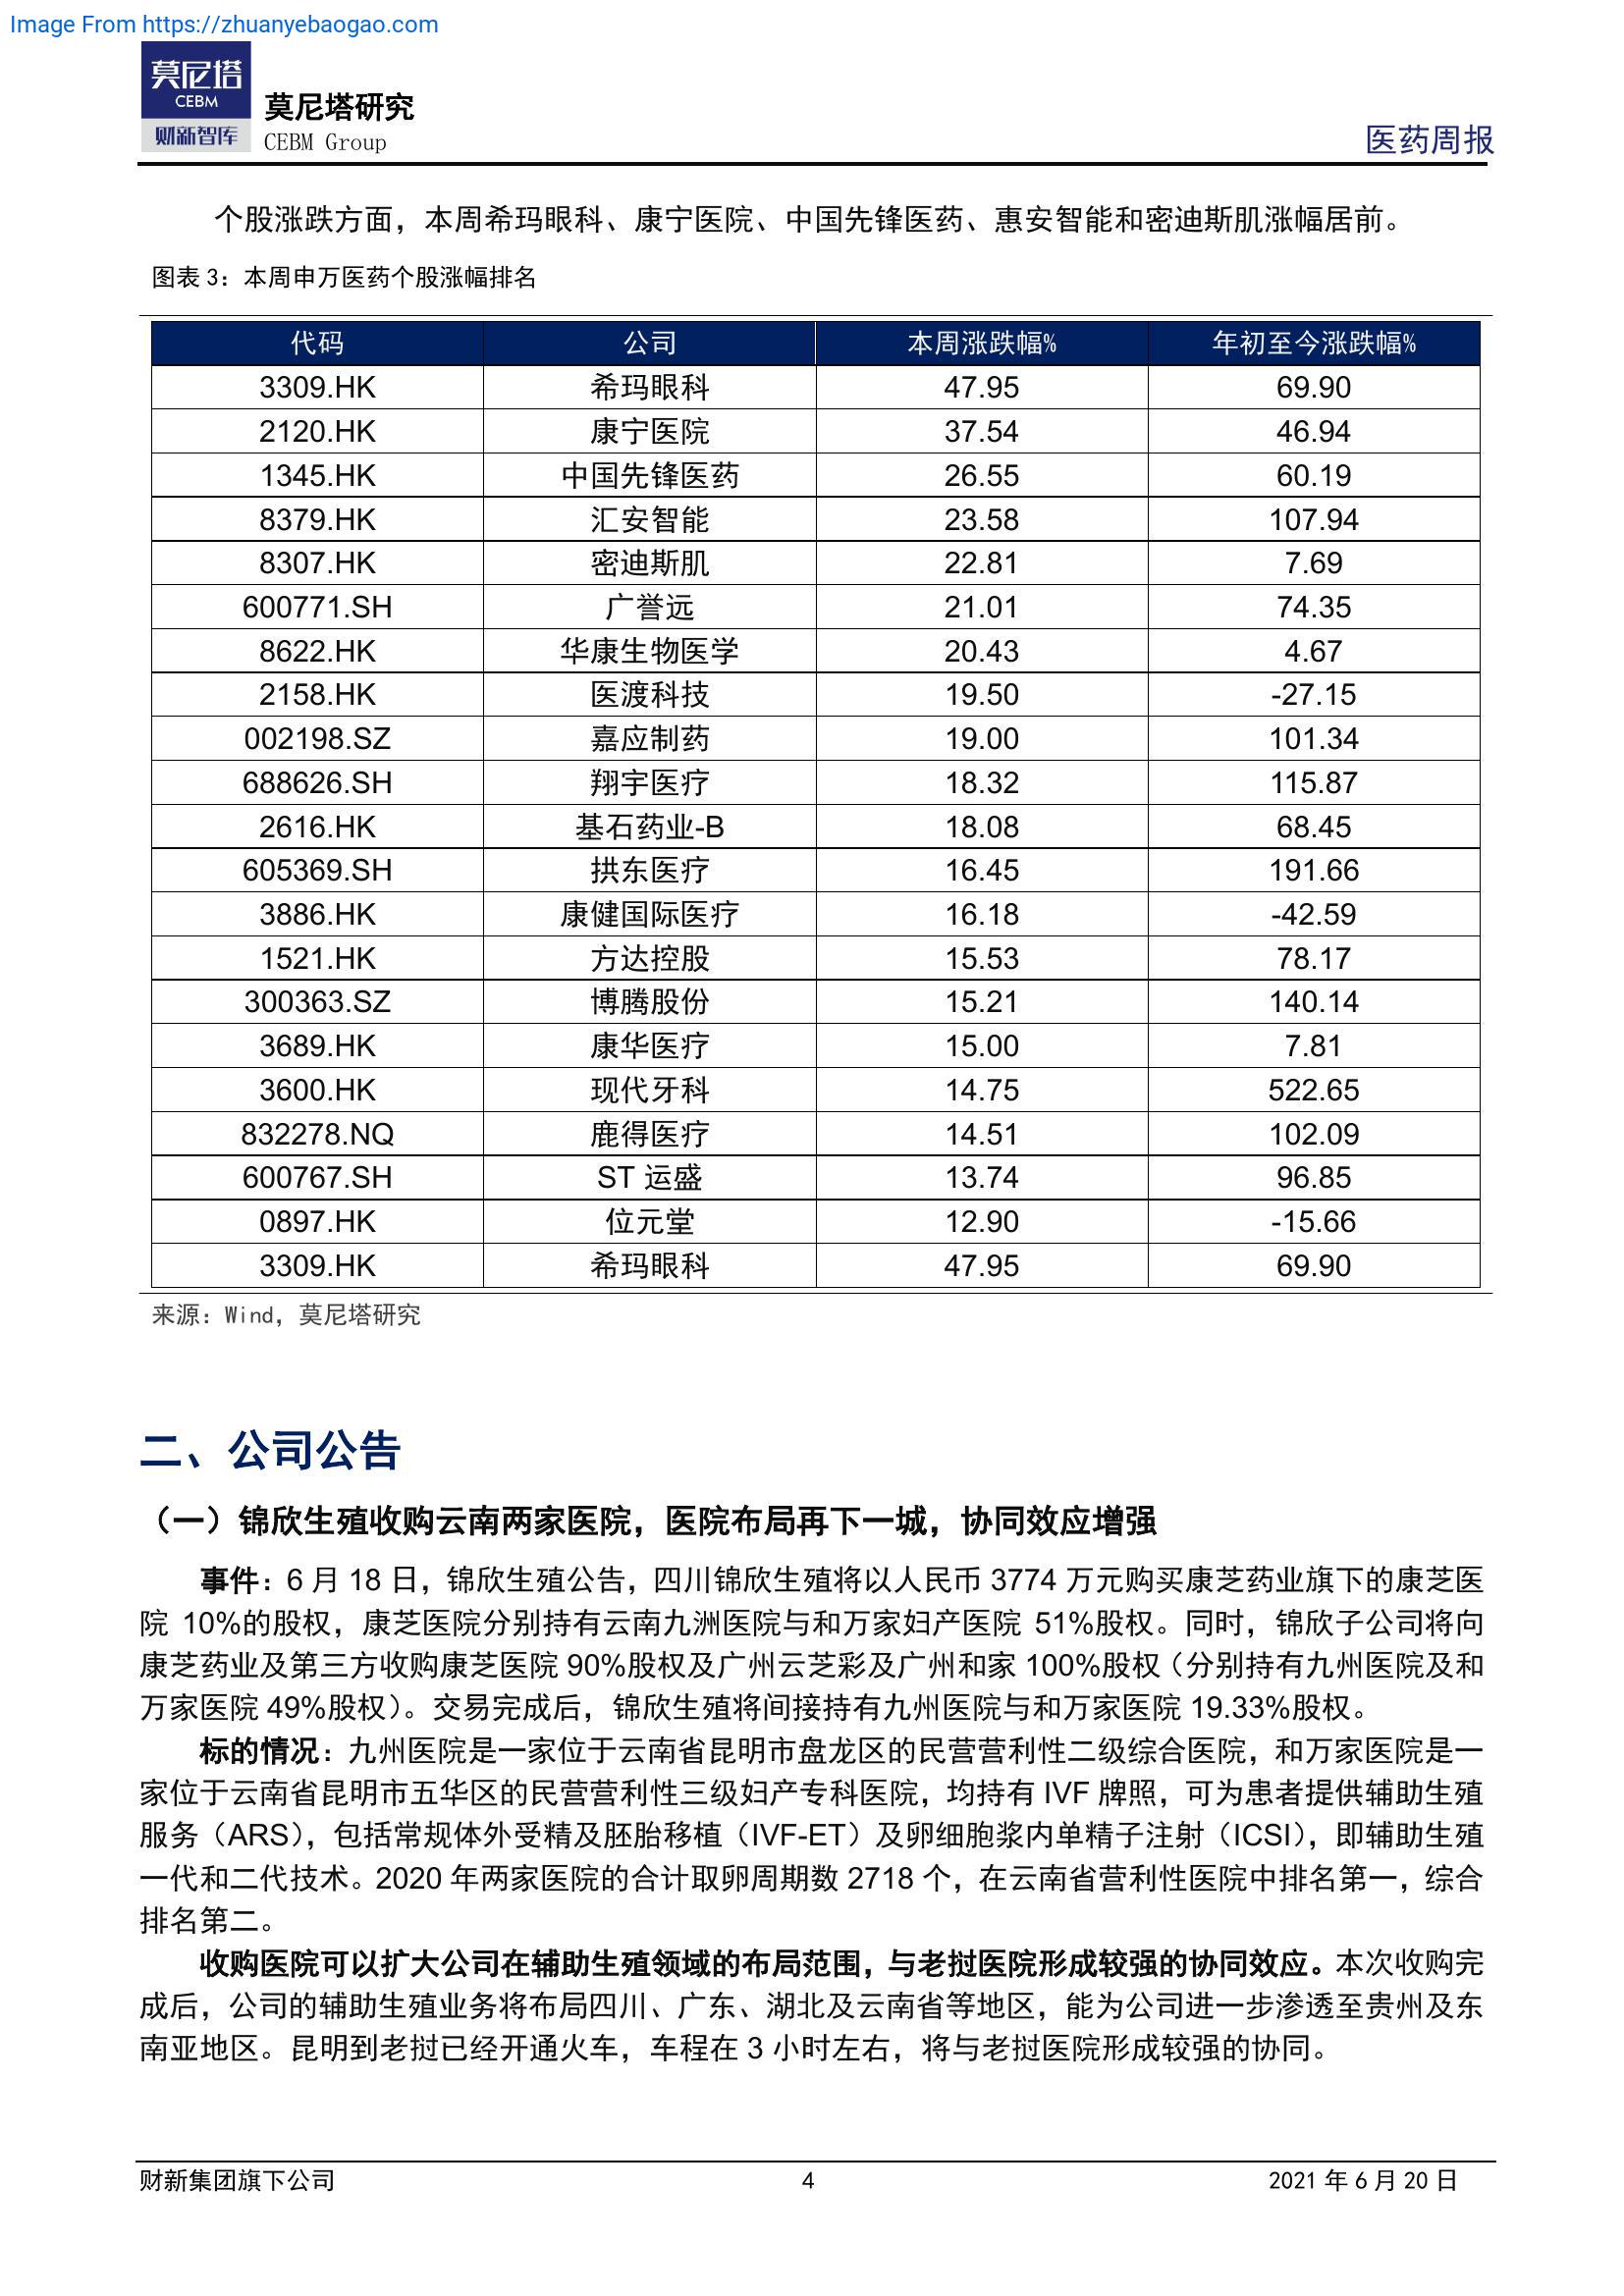 Image From https://zhuanyebaogao.com
莫尼塔
CEBM
财新智库
莫尼塔研究
CEBM Group
医药周报
个股涨跌方面，本周希玛眼科、康宁医院、中国先锋医药、惠安智能和密迪斯肌涨幅居前。
图表 3：本周申万医药个股涨幅排名
代码 公司 本周涨跌幅% 年初至今涨跌幅%
3309.HK 希玛眼科 47.95 69.90
2120.HK 康宁医院 37.54 46.94
1345.HK 中国先锋医药 26.55 60.19
8379.HK 汇安智能 23.58 107.94
8307.HK 密迪斯肌 22.81 7.69
600771.SH 广誉远 21.01 74.35
8622.HK 华康生物医学 20.43 4.67
2158.HK 医渡科技 19.50 -27.15
002198.SZ 嘉应制药 19.00 101.34
688626.SH 翔宇医疗 18.32 115.87
2616.HK 基石药业-B 18.08 68.45
605369.SH 拱东医疗 16.45 191.66
3886.HK 康健国际医疗 16.18 -42.59
1521.HK 方达控股 15.53 78.17
300363.SZ 博腾股份 15.21 140.14
3689.HK 康华医疗 15.00 7.81
3600.HK 现代牙科 14.75 522.65
832278.NQ 鹿得医疗 14.51 102.09
600767.SH ST 运盛 13.74 96.85
0897.HK 位元堂 12.90 -15.66
3309.HK 希玛眼科 47.95 69.90
来源：Wind，莫尼塔研究
二、公司公告
（一）锦欣生殖收购云南两家医院，医院布局再下一城，协同效应增强
事件：6 月 18 日，锦欣生殖公告，四川锦欣生殖将以人民币 3774 万元购买康芝药业旗下的康芝医
院 10%的股权，康芝医院分别持有云南九洲医院与和万家妇产医院 51%股权。同时，锦欣子公司将向
康芝药业及第三方收购康芝医院 90%股权及广州云芝彩及广州和家 100%股权（分别持有九州医院及和
万家医院 49%股权）。交易完成后，锦欣生殖将间接持有九州医院与和万家医院 19.33%股权。
标的情况：九州医院是一家位于云南省昆明市盘龙区的民营营利性二级综合医院，和万家医院是一
家位于云南省昆明市五华区的民营营利性三级妇产专科医院，均持有 IVF 牌照，可为患者提供辅助生殖
服务（ARS），包括常规体外受精及胚胎移植（IVF-ET）及卵细胞浆内单精子注射（ICSI），即辅助生殖
一代和二代技术。2020 年两家医院的合计取卵周期数 2718 个，在云南省营利性医院中排名第一，综合
排名第二。
收购医院可以扩大公司在辅助生殖领域的布局范围，与老挝医院形成较强的协同效应。本次收购完
成后，公司的辅助生殖业务将布局四川、广东、湖北及云南省等地区，能为公司进一步渗透至贵州及东
南亚地区。昆明到老挝已经开通火车，车程在 3 小时左右，将与老挝医院形成较强的协同。
财新集团旗下公司 4 2021 年 6 月 20 日